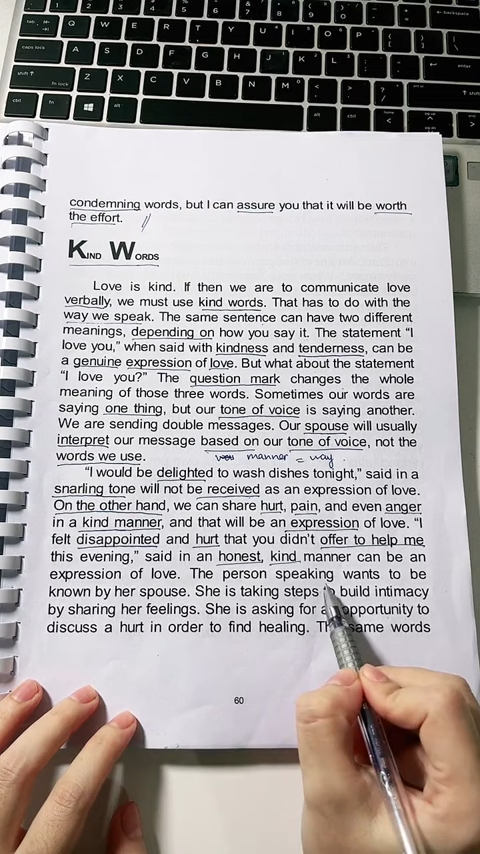 condemning words, but I can assure you that it will be worth
the effort.
KIND WORDS
Love is kind. If then we are to communicate love
verbally, we must use kind words. That has to do with the
way we speak. The same sentence can have two different
meanings, depending on how you say it. The statement “I
love you,” when said with kindness and tenderness, can be
a genuine expression of love. But what about the statement
“I love you?” The question mark changes the whole
meaning of those three words. Sometimes our words are
saying one thing, but our tone of voice is saying another.
We are sending double messages. Our spouse will usually
interpret our message based on our tone of voice, not the
words we use.
manner = way
“I would be delighted to wash dishes tonight,” said in a
snarling tone will not be received as an expression of love.
On the other hand, we can share hurt, pain, and even anger
in a kind manner, and that will be an expression of love. “I
felt disappointed and hurt that you didn’t offer to help me
this evening,” said in an honest, kind manner can be an
expression of love. The person speaking wants to be
known by her spouse. She is taking steps to build intimacy
by sharing her feelings. She is asking for opportunity to
discuss a hurt in order to find healing. same words
60